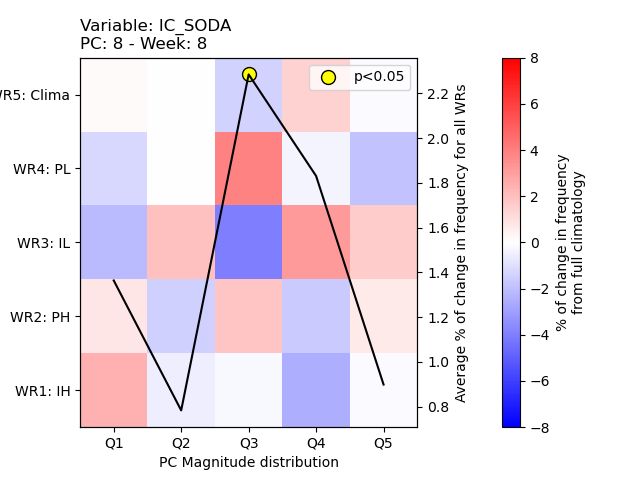 Variable: IC_SODA
PC: 8 - Week: 8
p<0.05
WR5: Clima
WR4: PL
WR3: IL
WR2: PH
WR1: IH
Q1 Q2 Q3 Q4 Q5
PC Magnitude distribution
2.2
2.0
1.8
1.6
1.4
1.2
1.0
0.8
Average % of change in frequency for all WRs
8
6
4
2
0
−2
−4
−6
−8
% of change in frequency
from full climatology